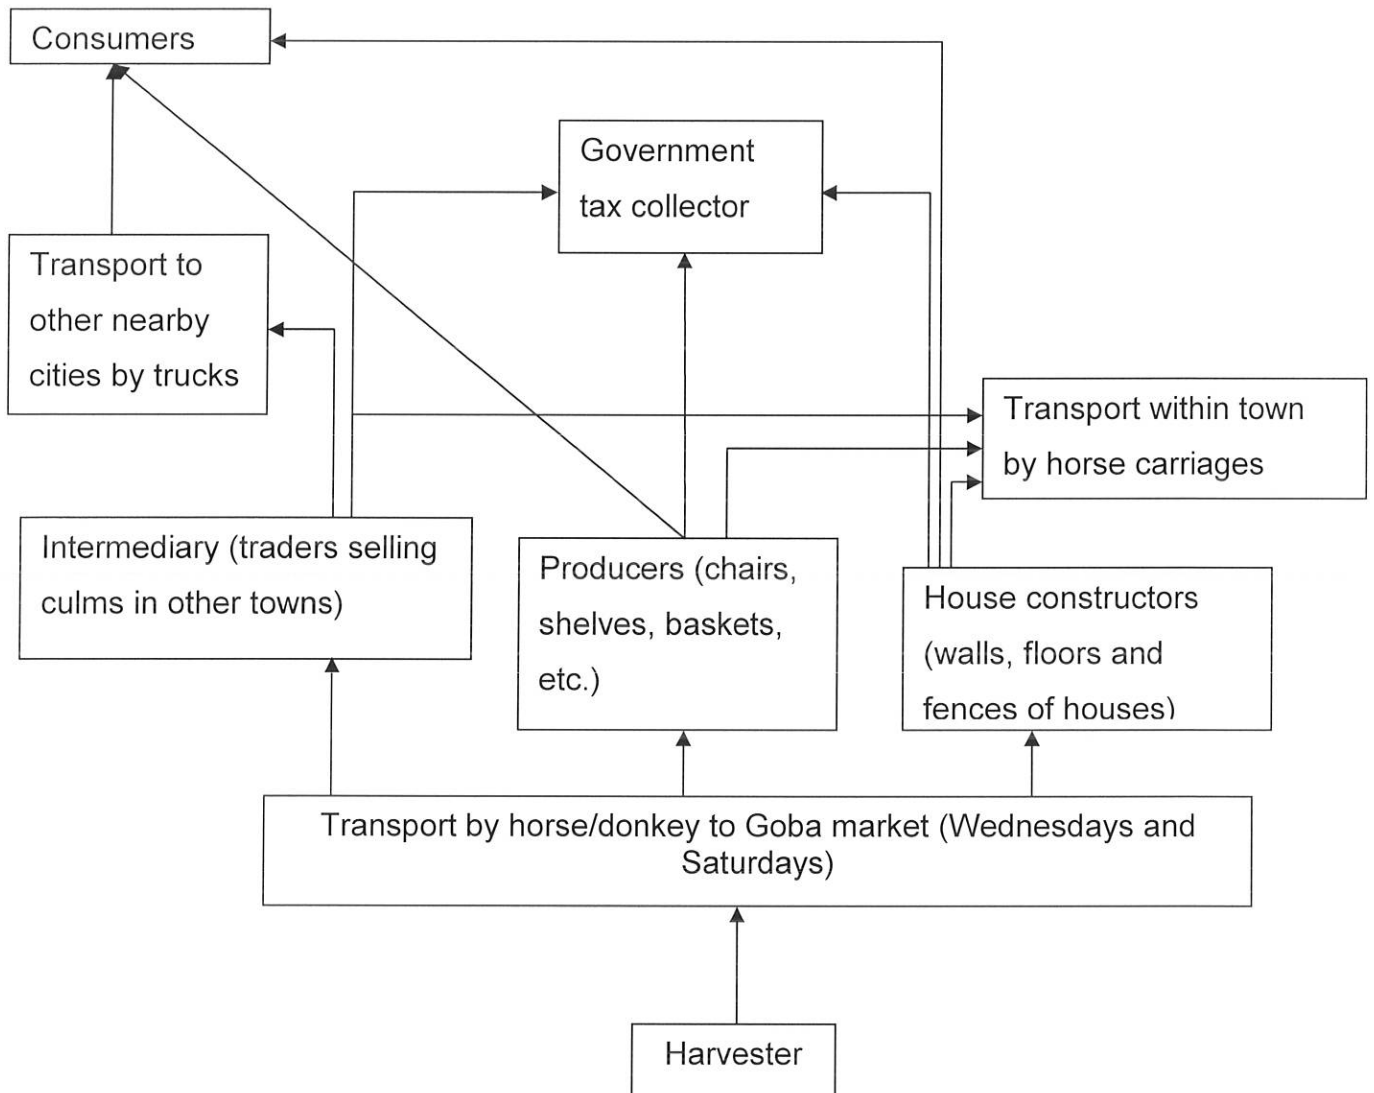 Consumers
Government
tax collector
Transport to
other nearby
cities by trucks
Transport within town
by horse carriages
Intermediary (traders selling
culms in other towns)
Producers (chairs,
shelves, baskets,
etc.)
House constructors
(walls, floors and
fences of houses)
Transport by horse/donkey to Goba market (Wednesdays and
Saturdays)
Harvester